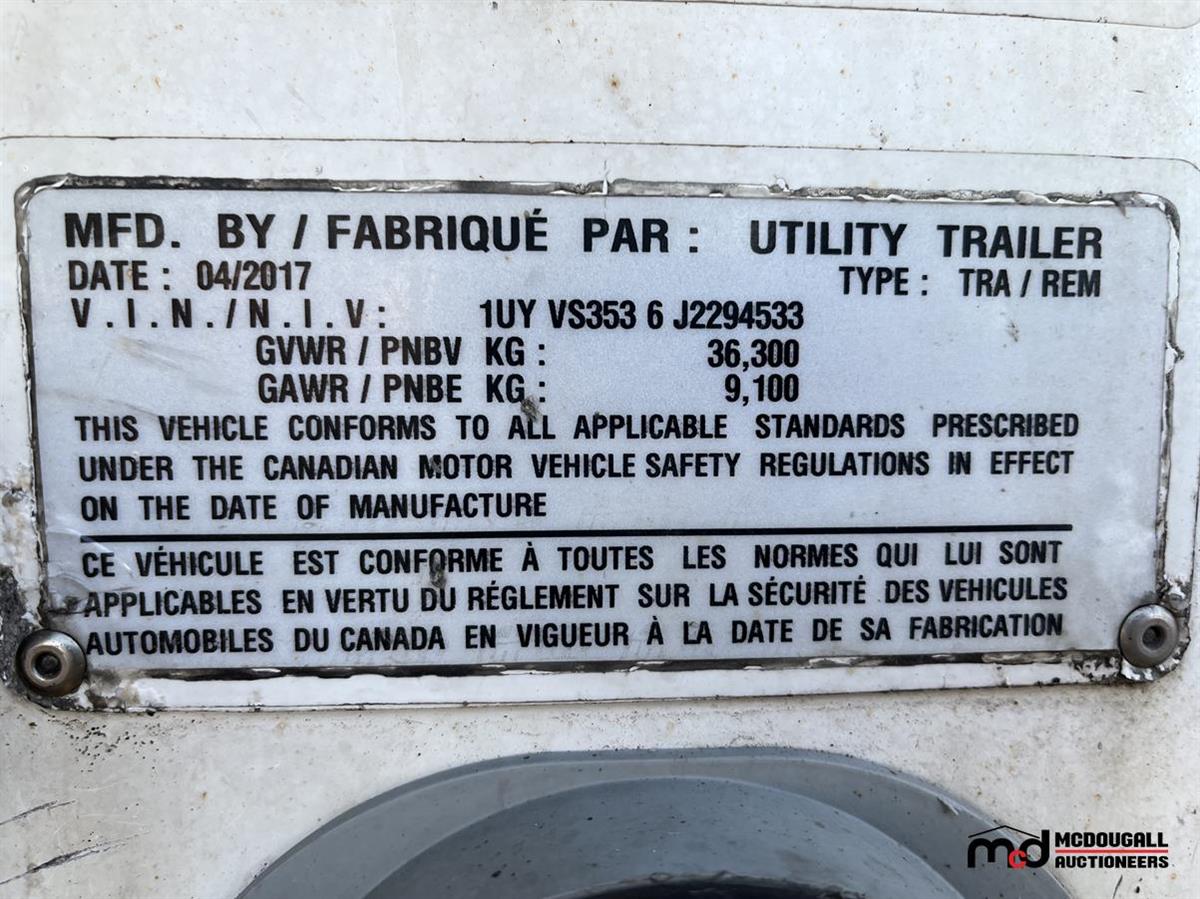 MFD. BY / FABRIQUÉ PAR : UTILITY TRAILER
DATE : 04/2017 TYPE : TRA / REM
V . I . N . / N . I . V : 1UY VS353 6 J2294533
GVWR / PNBV KG : 36,300
GAWR / PNBE KG : 9,100
THIS VEHICLE CONFORMS TO ALL APPLICABLE STANDARDS PRESCRIBED
UNDER THE CANADIAN MOTOR VEHICLE SAFETY REGULATIONS IN EFFECT
ON THE DATE OF MANUFACTURE
CE VÉHICULE EST CONFORME À TOUTES LES NORMES QUI LUI SONT
APPLICABLES EN VERTU DU RÉGLEMENT SUR LA SÉCURITÉ DES VEHICULES
AUTOMOBILES DU CANADA EN VIGUEUR À LA DATE DE SA FABRICATION
mcd MCDOUGALL
AUCTIONEERS